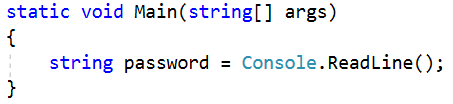 static void Main(string[] args)
{
    string password = Console.ReadLine();
}